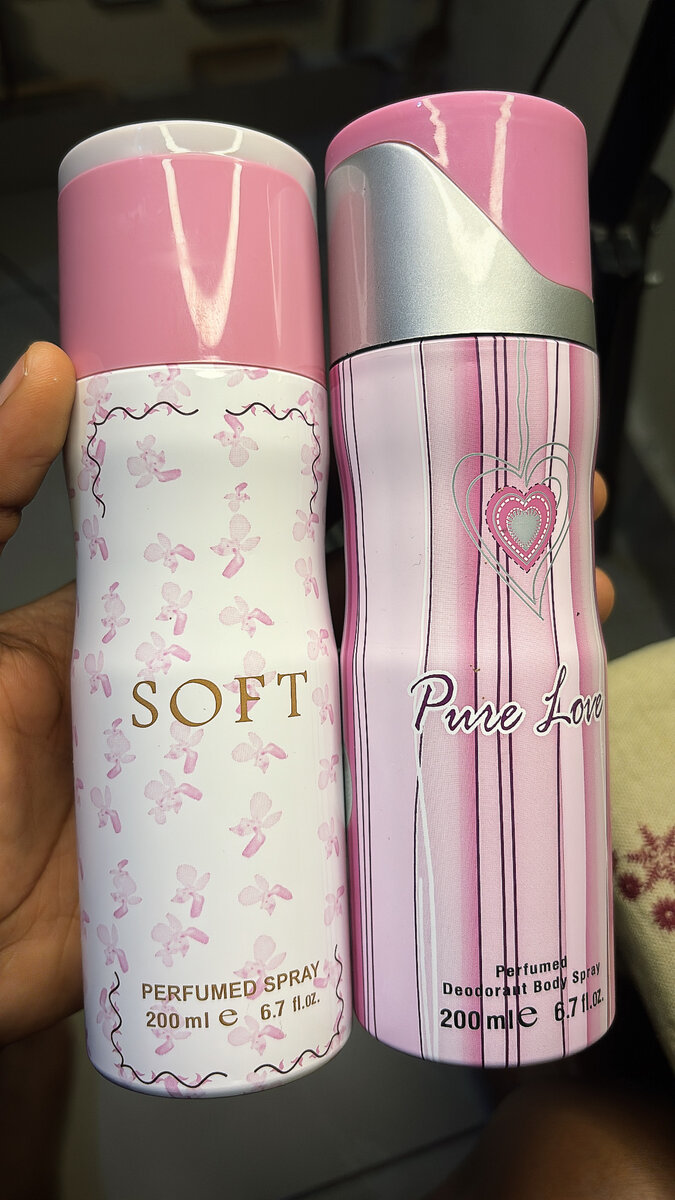 SOFT
PERFUMED SPRAY
200 ml e 6.7 fl.oz.
Pure Love
Perfumed
Deodorant Body Spray
200 ml e 6.7 fl.oz.